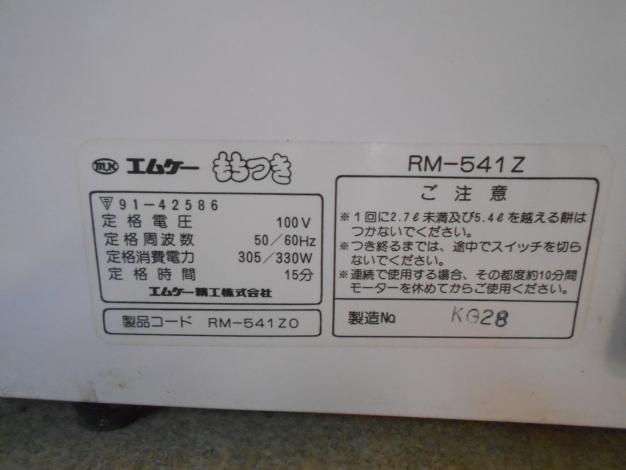 MK エムケー もちつき
〒91-42586
定格電圧 100V
定格周波数 50/60Hz
定格消費電力 305/330W
定格時間 15分
エムケー精工株式会社
製品コード RM-541ZO
RM-541Z
ご注意
※1回に2.7ℓ未満及び5.4ℓを越える餅は
つかないでください。
※つき終るまでは、途中でスイッチを切ら
ないでください。
※連続で使用する場合、その都度約10分間
モーターを休めてからご使用ください。
製造No KG28